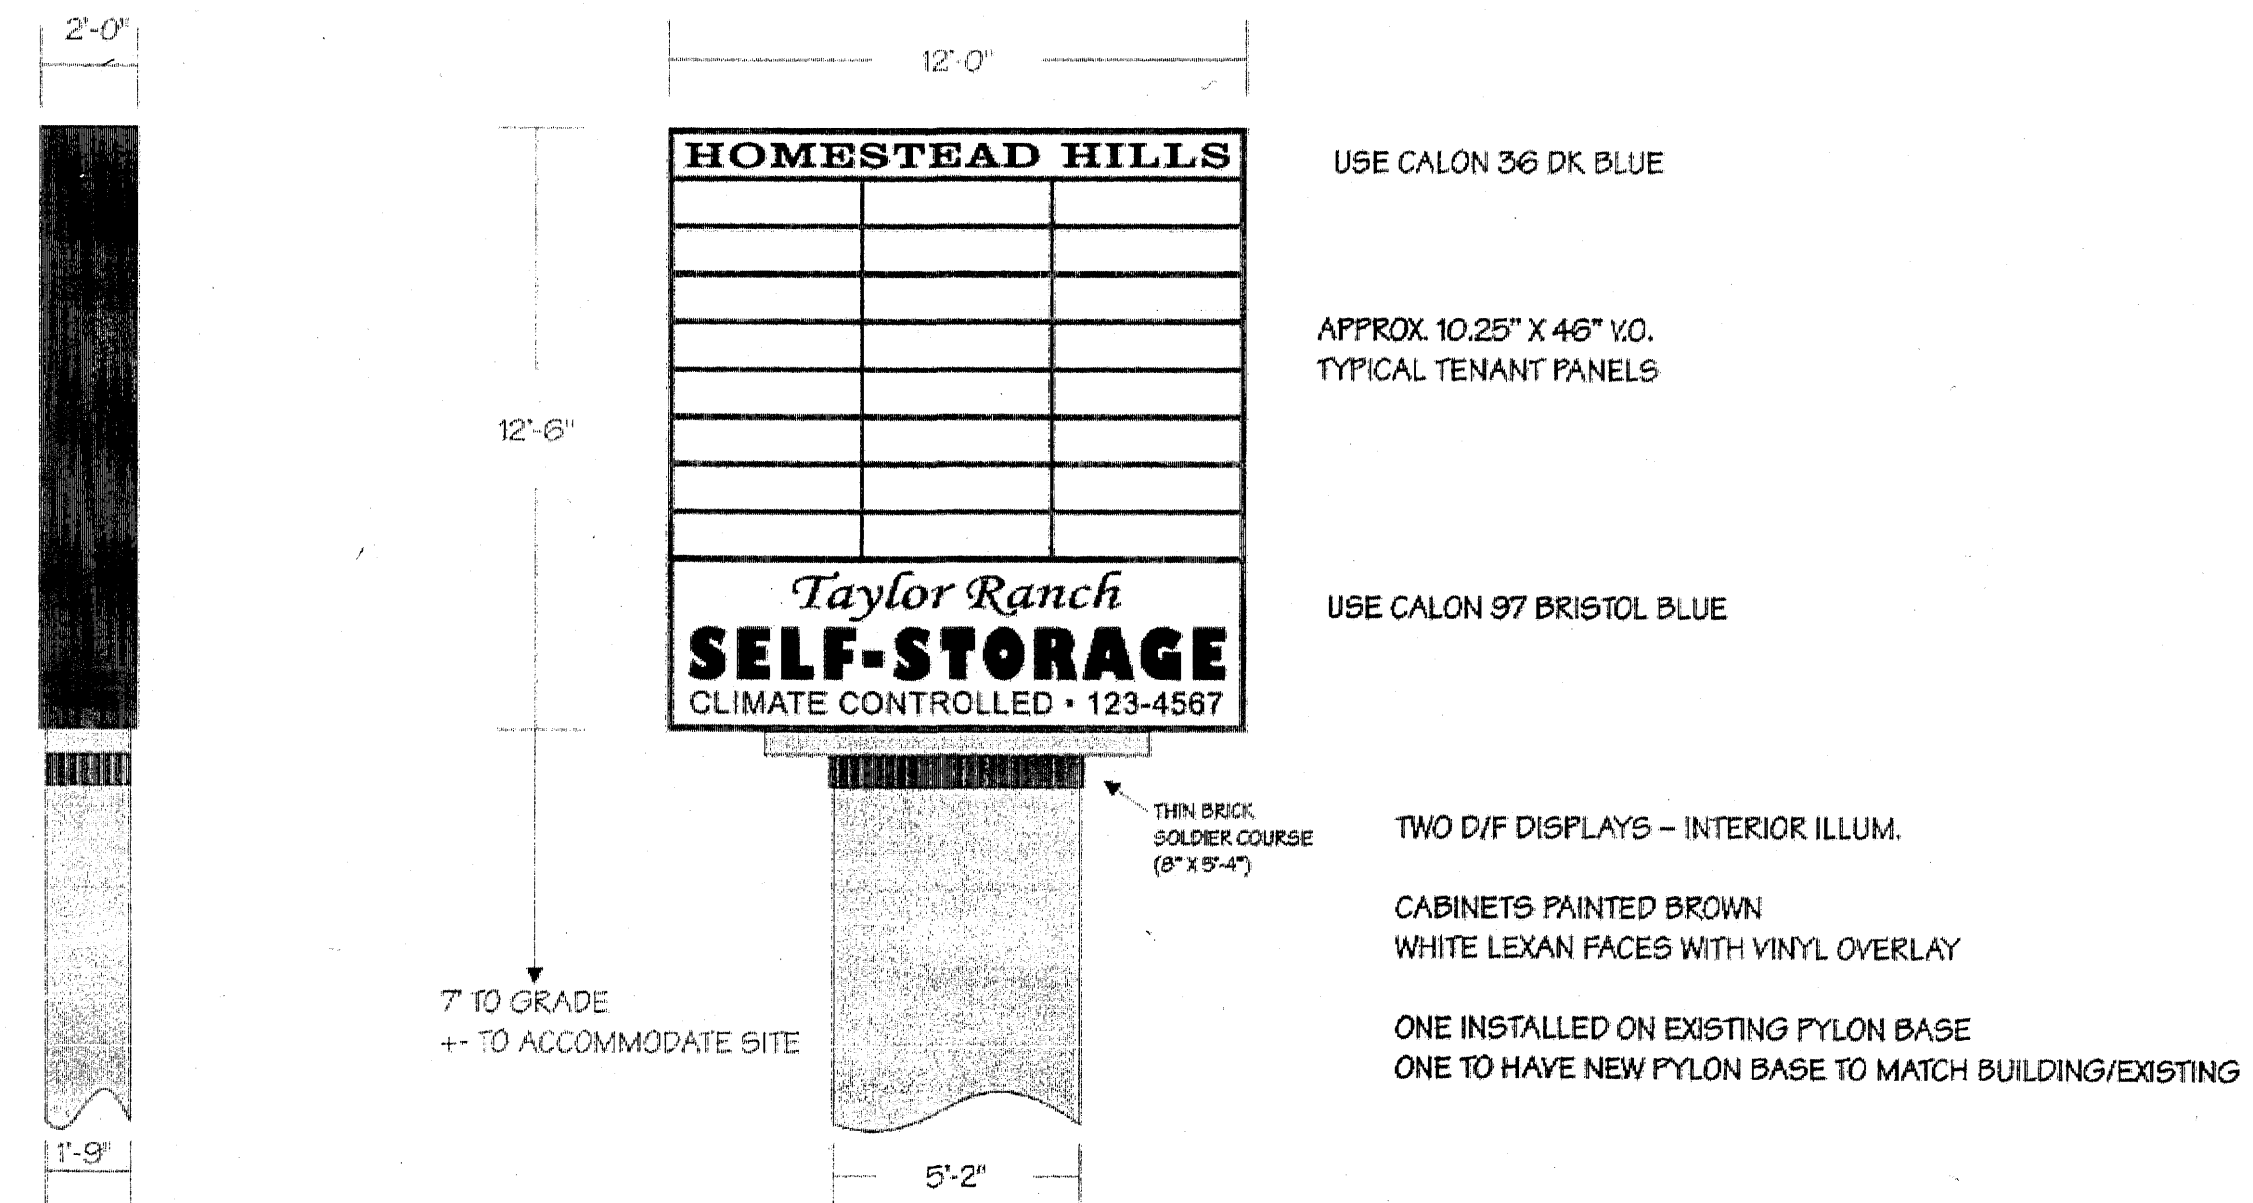 2'-0"
12'-0"
HOMESTEAD HILLS
USE CALON 36 DK BLUE
APPROX. 10.25" X 46" V.O.
TYPICAL TENANT PANELS
12'-6"
Taylor Ranch
SELF-STORAGE
CLIMATE CONTROLLED • 123-4567
USE CALON 97 BRISTOL BLUE
THIN BRICK
SOLDIER COURSE
(8" X 5'-4")
TWO D/F DISPLAYS – INTERIOR ILLUM.
CABINETS PAINTED BROWN
WHITE LEXAN FACES WITH VINYL OVERLAY
7' TO GRADE
+- TO ACCOMMODATE SITE
ONE INSTALLED ON EXISTING PYLON BASE
ONE TO HAVE NEW PYLON BASE TO MATCH BUILDING/EXISTING
1'-9"
5'-2"